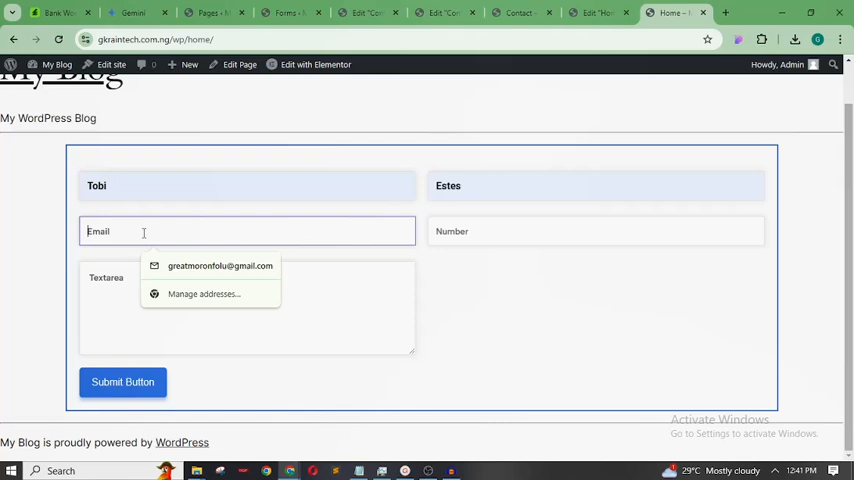 Bank Wo
Gemini
Pages ‹ M
Forms ‹ M
Edit "Con
Edit "Con
Contact –
Edit "Hor
Home – M
gkraintech.com.ng/wp/home/
G
My Blog
Edit site
0
New
Edit Page
Edit with Elementor
Howdy, Admin
My Blog
My WordPress Blog
Tobi
Estes
Email
Number
greatmoronfolu@gmail.com
Manage addresses...
Textarea
Submit Button
Activate Windows
Go to Settings to activate Windows.
My Blog is proudly powered by WordPress
Search
29°C Mostly cloudy
12:41 PM